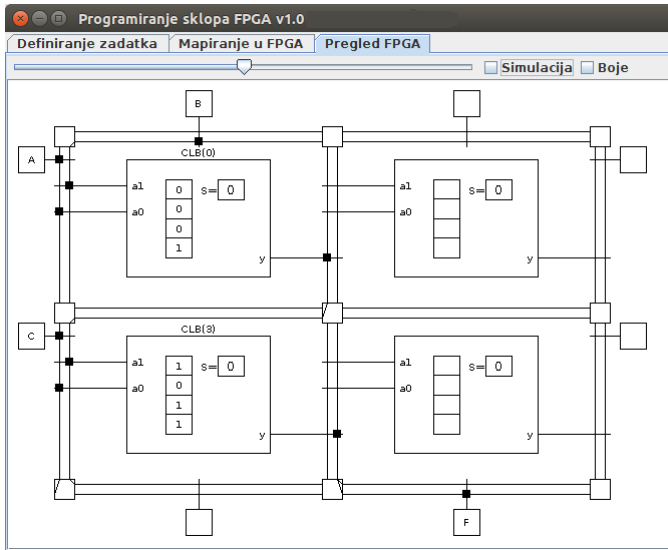 Programiranje sklopa FPGA v1.0
Definiranje zadatka Mapiranje u FPGA Pregled FPGA
Simulacija Boje
B
A
CLB(0)
a1 0 s= 0 a1 s= 0
a0 0 a0
0
1
y y
C
CLB(3)
a1 1 s= 0 a1 s= 0
a0 0 a0
1
1
y y
F